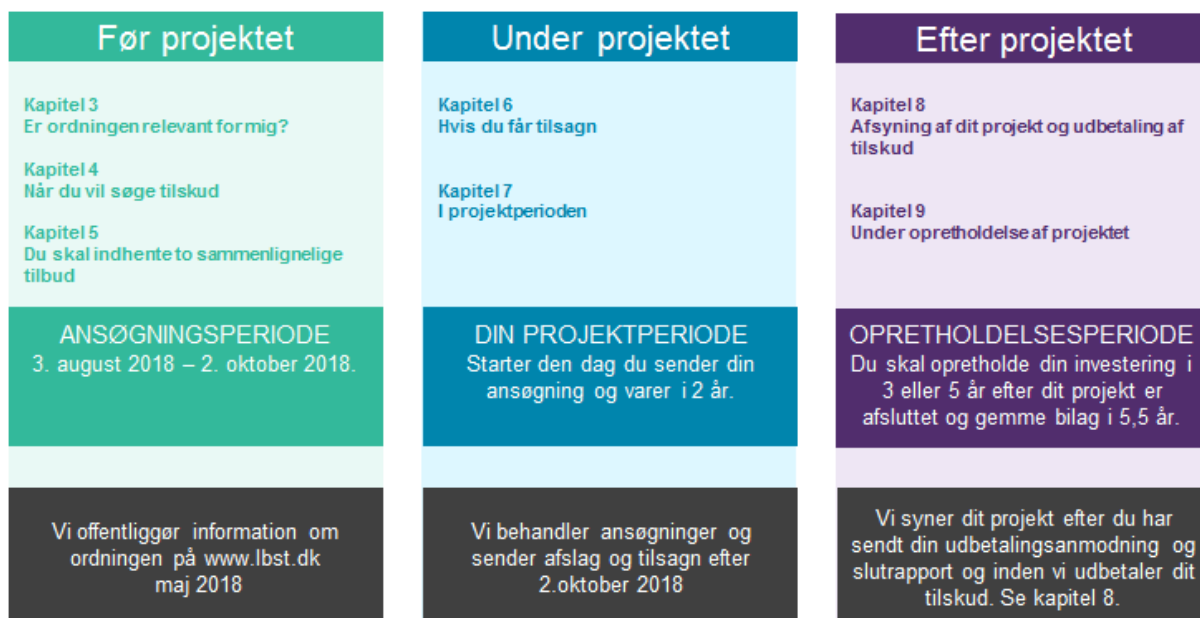 Før projektet
Kapitel 3
Er ordningen relevant for mig?
Kapitel 4
Når du vil søge tilskud
Kapitel 5
Du skal indhente to sammenlignelige
tilbud
ANSØGNINGSPERIODE
3. august 2018 – 2. oktober 2018.
Vi offentliggør information om
ordningen på www.lbst.dk
maj 2018
Under projektet
Kapitel 6
Hvis du får tilsagn
Kapitel 7
I projektperioden
DIN PROJEKTPERIODE
Starter den dag du sender din
ansøgning og varer i 2 år.
Vi behandler ansøgninger og
sender afslag og tilsagn efter
2.oktober 2018
Efter projektet
Kapitel 8
Afsyning af dit projekt og udbetaling af
tilskud
Kapitel 9
Under opretholdelse af projektet
OPRETHOLDELSESPERIODE
Du skal opretholde din investering i
3 eller 5 år efter dit projekt er
afsluttet og gemme bilag i 5,5 år.
Vi syner dit projekt efter du har
sendt din udbetalingsanmodning og
slutrapport og inden vi udbetaler dit
tilskud. Se kapitel 8.